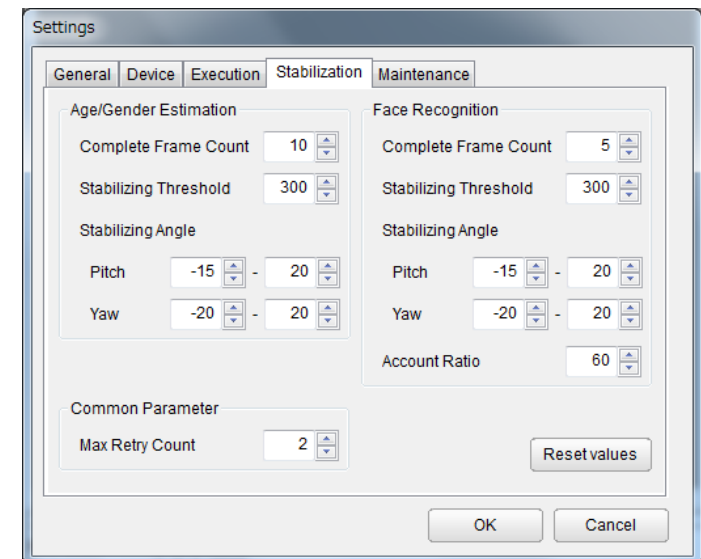 Settings
General Device Execution Stabilization Maintenance
Age/Gender Estimation
Complete Frame Count 10
Stabilizing Threshold 300
Stabilizing Angle
Pitch -15 - 20
Yaw -20 - 20
Face Recognition
Complete Frame Count 5
Stabilizing Threshold 300
Stabilizing Angle
Pitch -15 - 20
Yaw -20 - 20
Account Ratio 60
Common Parameter
Max Retry Count 2
Reset values
OK Cancel